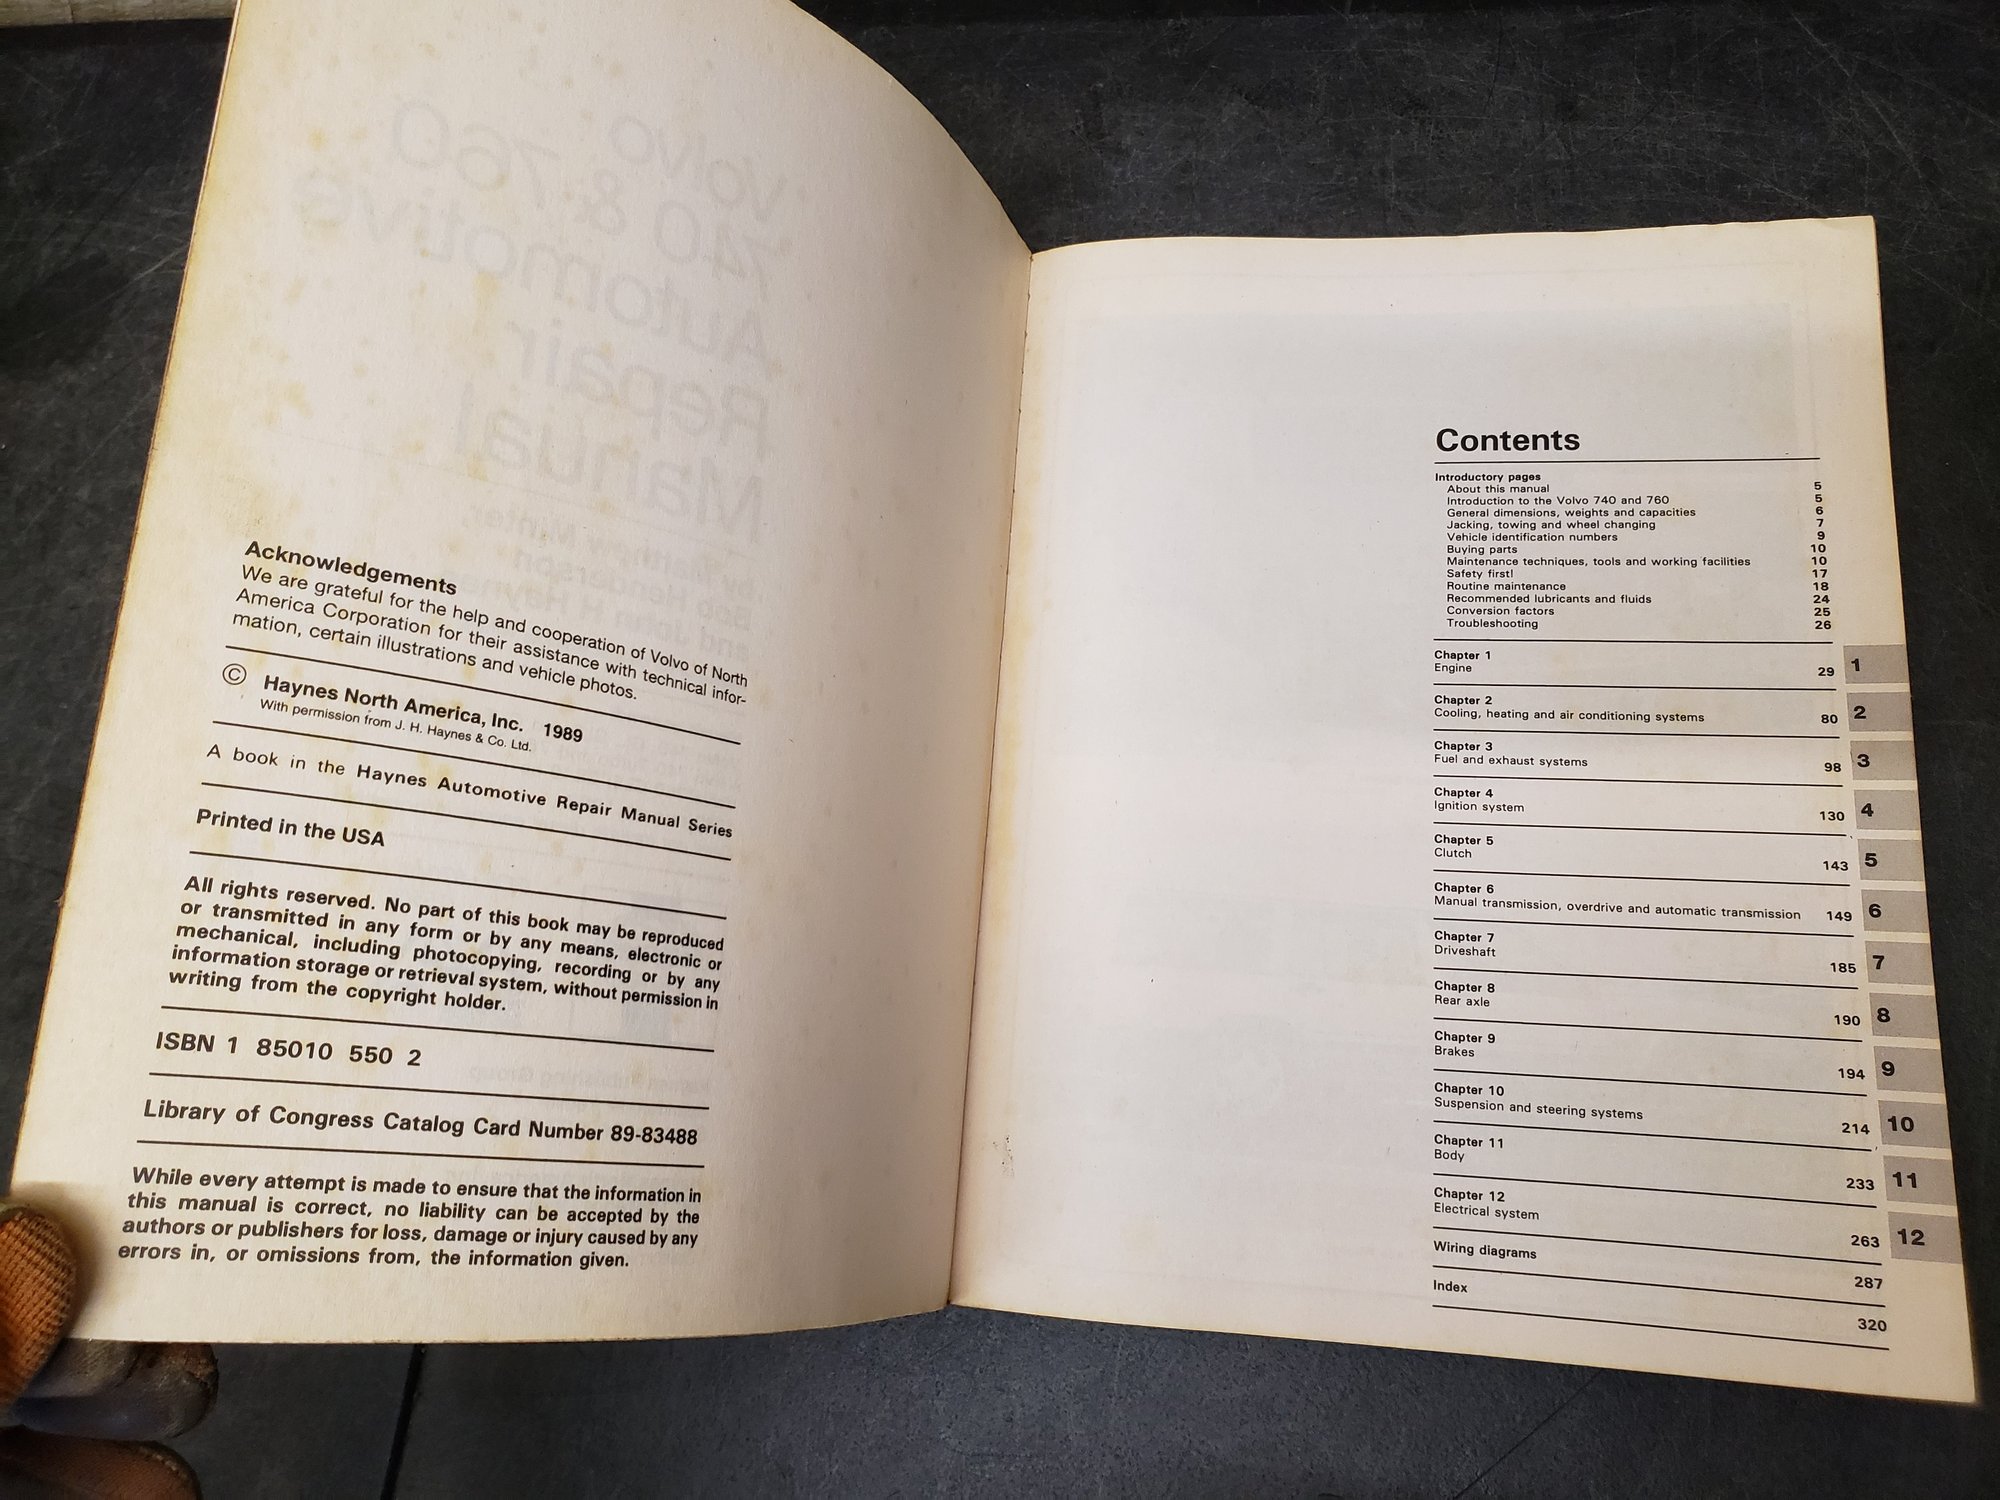 Acknowledgements
We are grateful for the help and cooperation of Volvo of North
America Corporation for their assistance with technical infor-
mation, certain illustrations and vehicle photos.
© Haynes North America, Inc. 1989
With permission from J. H. Haynes & Co. Ltd.
A book in the Haynes Automotive Repair Manual Series
Printed in the USA
All rights reserved. No part of this book may be reproduced
or transmitted in any form or by any means, electronic or
mechanical, including photocopying, recording or by any
information storage or retrieval system, without permission in
writing from the copyright holder.
ISBN 1 85010 550 2
Library of Congress Catalog Card Number 89-83488
While every attempt is made to ensure that the information in
this manual is correct, no liability can be accepted by the
authors or publishers for loss, damage or injury caused by any
errors in, or omissions from, the information given.
Contents
Introductory pages
About this manual 5
Introduction to the Volvo 740 and 760 5
General dimensions, weights and capacities 6
Jacking, towing and wheel changing 7
Vehicle identification numbers 9
Buying parts 10
Maintenance techniques, tools and working facilities 10
Safety first! 17
Routine maintenance 18
Recommended lubricants and fluids 24
Conversion factors 25
Troubleshooting 26
Chapter 1
Engine 29 1
Chapter 2
Cooling, heating and air conditioning systems 80 2
Chapter 3
Fuel and exhaust systems 98 3
Chapter 4
Ignition system 130 4
Chapter 5
Clutch 143 5
Chapter 6
Manual transmission, overdrive and automatic transmission 149 6
Chapter 7
Driveshaft 185 7
Chapter 8
Rear axle 190 8
Chapter 9
Brakes 194 9
Chapter 10
Suspension and steering systems 214 10
Chapter 11
Body 233 11
Chapter 12
Electrical system 263 12
Wiring diagrams 287
Index 320